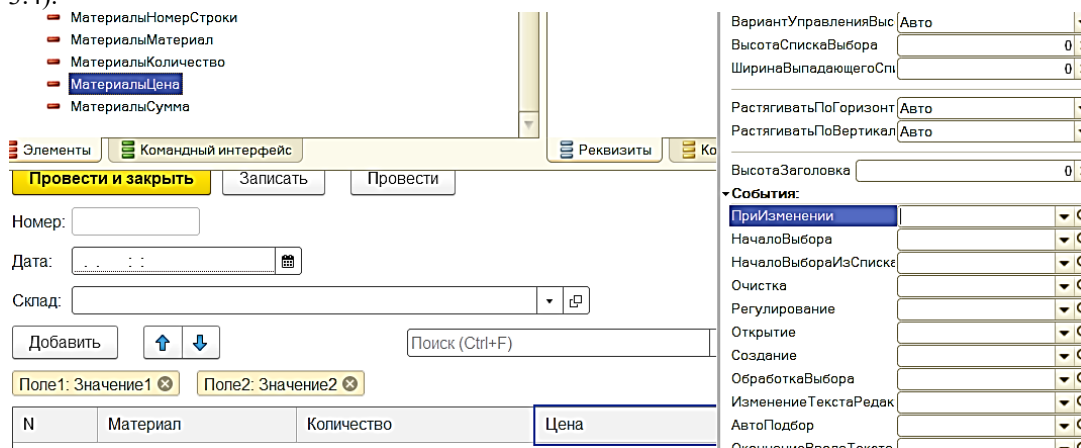 МатериалыНомерСтроки
МатериалыМатериал
МатериалыКоличество
МатериалыЦена
МатериалыСумма
Элементы Командный интерфейс
Реквизиты Ко
Провести и закрыть Записать Провести
Номер:
Дата: . . : :
Склад:
Добавить Поиск (Ctrl+F)
Поле1: Значение1 Поле2: Значение2
N Материал Количество Цена
ВариантУправленияВыс Авто
ВысотаСпискаВыбора 0
ШиринаВыпадающегоСпи 0
РастягиватьПоГоризонт Авто
РастягиватьПоВертикал Авто
ВысотаЗаголовка 0
События:
ПриИзменении
НачалоВыбора
НачалоВыбораИзСписка
Очистка
Регулирование
Открытие
Создание
ОбработкаВыбора
ИзменениеТекстаРедак
АвтоПодбор